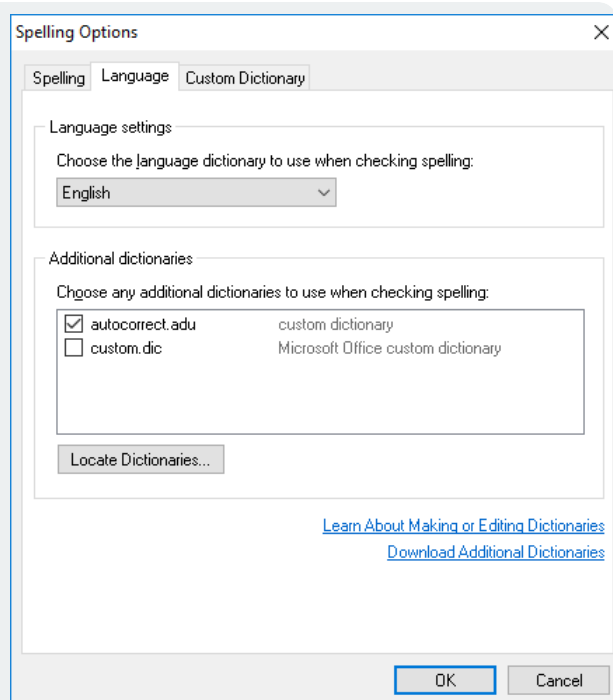 Spelling Options
Spelling Language Custom Dictionary
Language settings
Choose the language dictionary to use when checking spelling:
English
Additional dictionaries
Choose any additional dictionaries to use when checking spelling:
autocorrect.adu custom dictionary
custom.dic Microsoft Office custom dictionary
Locate Dictionaries...
Learn About Making or Editing Dictionaries
Download Additional Dictionaries
OK Cancel